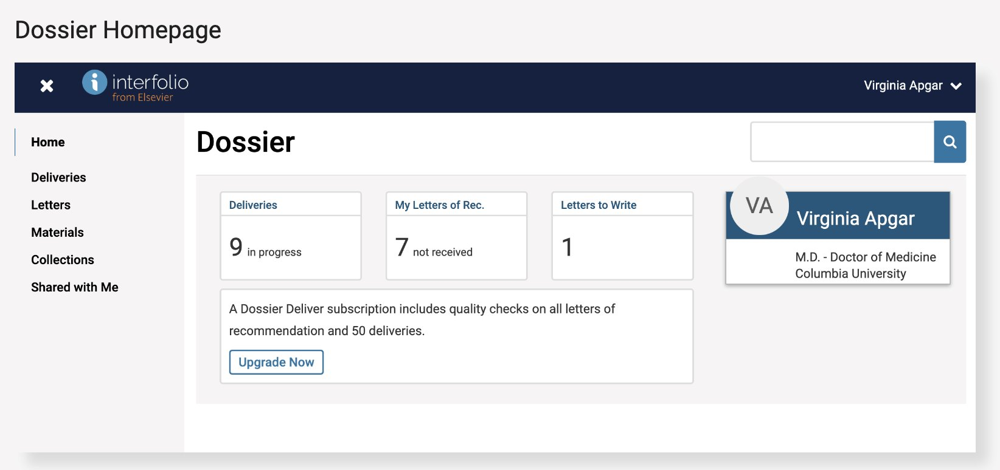 Dossier Homepage
interfolio
from Elsevier
Virginia Apgar
Home
Deliveries
Letters
Materials
Collections
Shared with Me
Dossier
Deliveries
9 in progress
My Letters of Rec.
7 not received
Letters to Write
1
A Dossier Deliver subscription includes quality checks on all letters of
recommendation and 50 deliveries.
Upgrade Now
VA
Virginia Apgar
M.D. - Doctor of Medicine
Columbia University